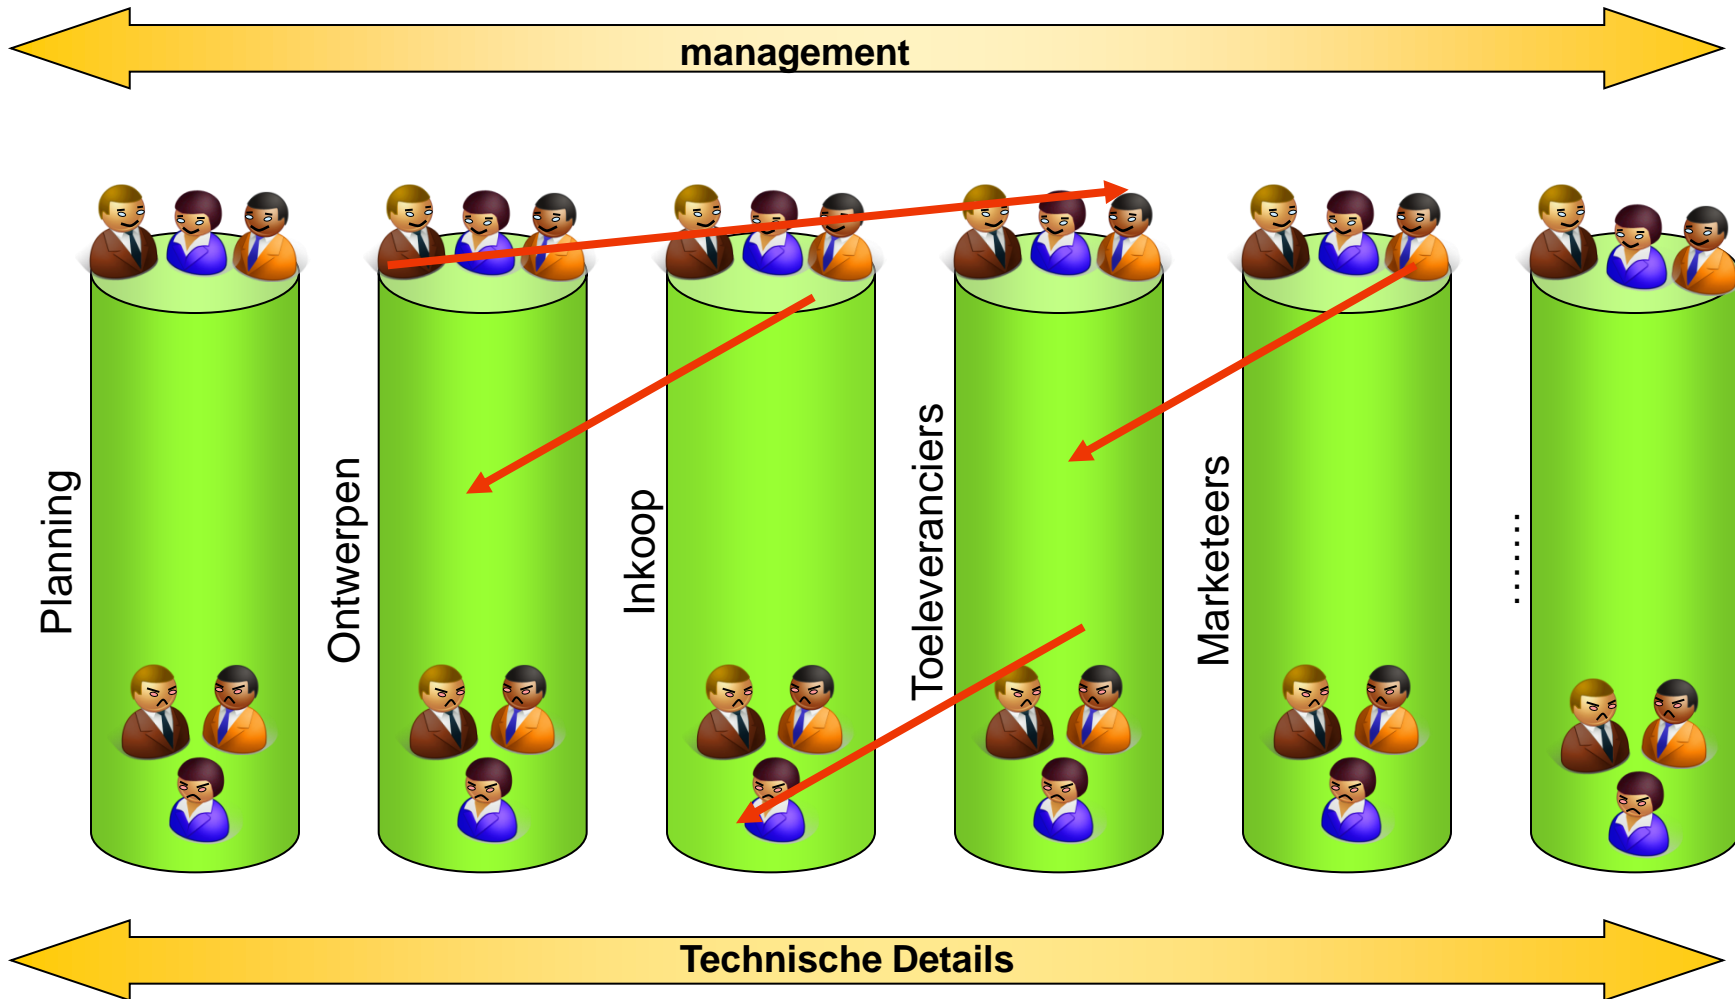 management
Planning
Ontwerpen
Inkoop
Toeleveranciers
Marketeers
.......
Technische Details